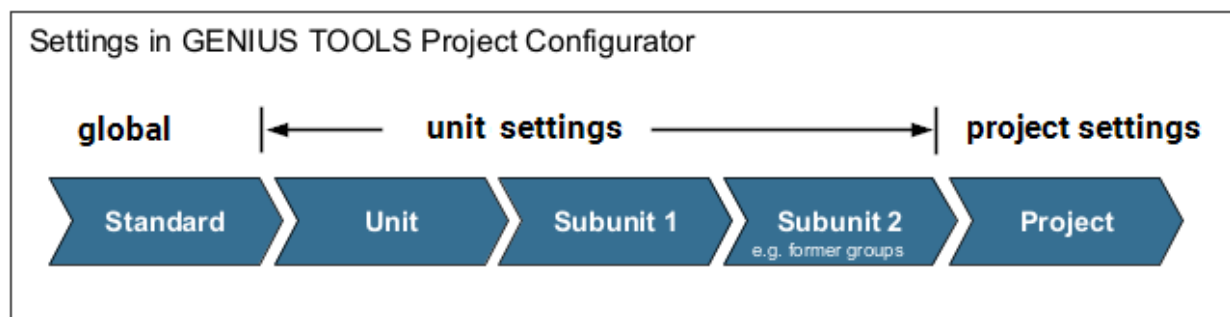 Settings in GENIUS TOOLS Project Configurator
global unit settings project settings
Standard Unit Subunit 1 Subunit 2 Project
e.g. former groups